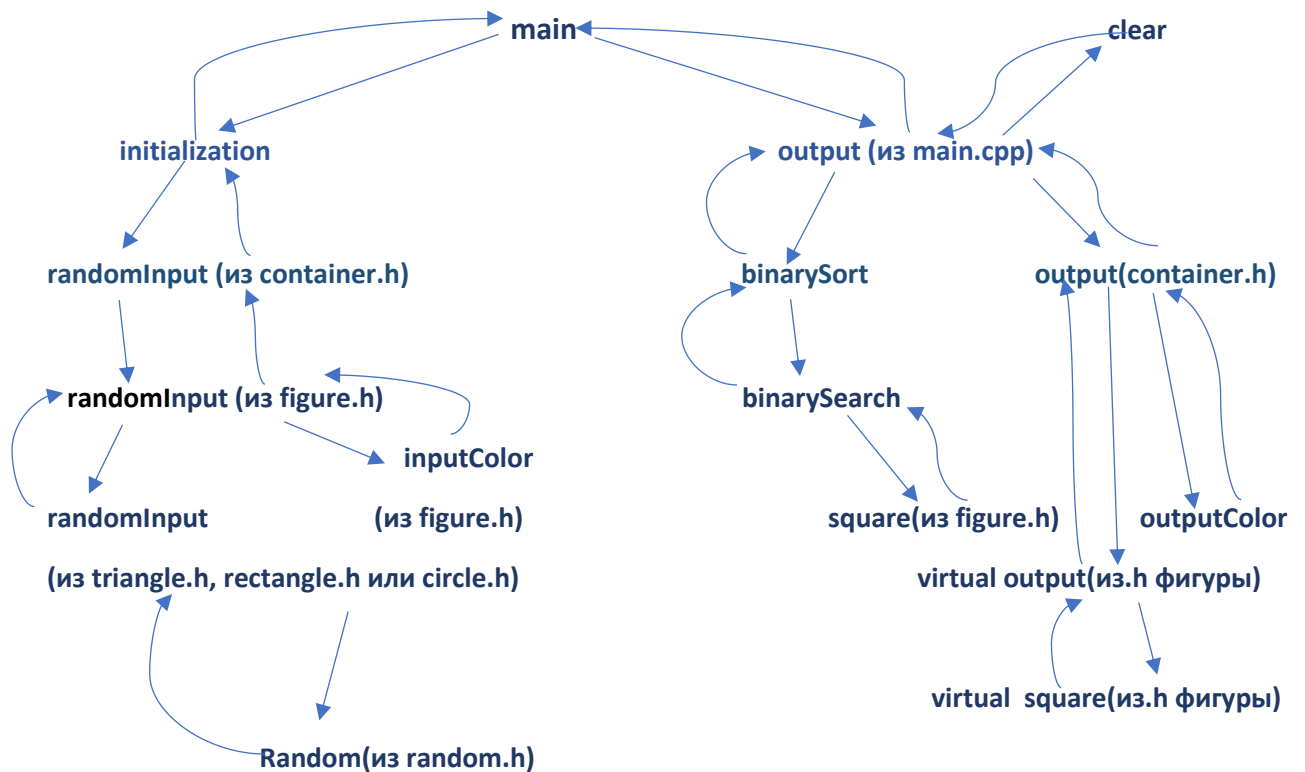 main clear
initialization output (из main.cpp)
randomInput (из container.h) binarySort output(container.h)
randomInput (из figure.h) binarySearch
inputColor
randomInput (из figure.h) square(из figure.h) outputColor
(из triangle.h, rectangle.h или circle.h) virtual output(из.h фигуры)
virtual square(из.h фигуры)
Random(из random.h)